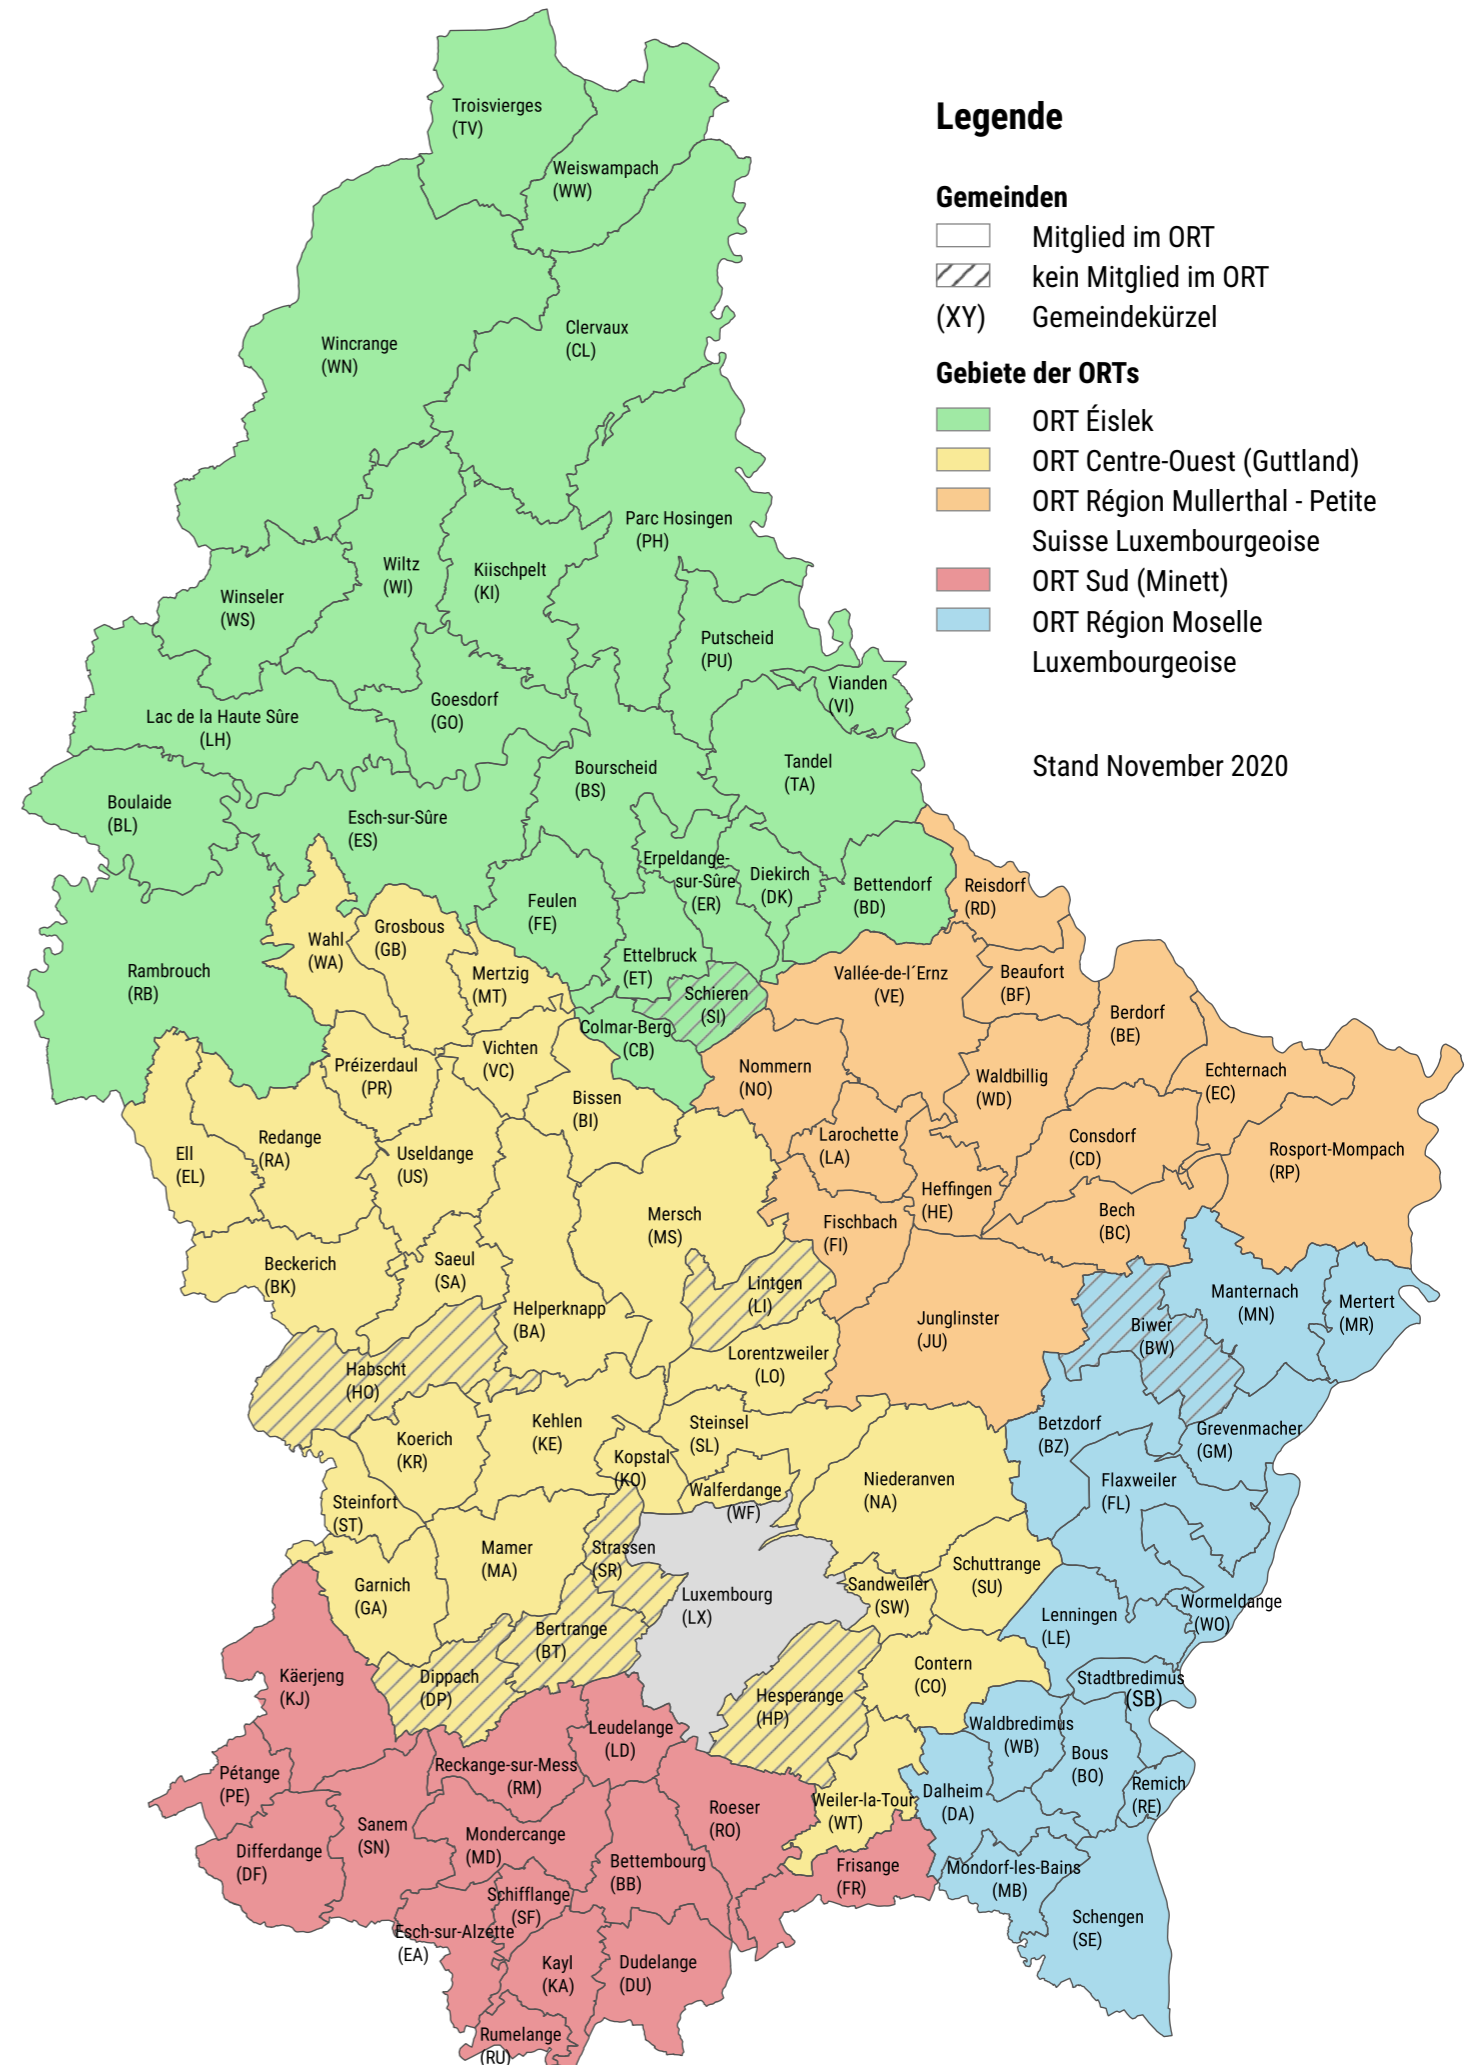 Legende
Gemeinden
Mitglied im ORT
kein Mitglied im ORT
(XY) Gemeindekürzel
Gebiete der ORTs
ORT Éislek
ORT Centre-Ouest (Guttland)
ORT Région Mullerthal - Petite
Suisse Luxembourgeoise
ORT Sud (Minett)
ORT Région Moselle
Luxembourgeoise
Stand November 2020
Troisvierges
(TV)
Weiswampach
(WW)
Wincrange
(WN)
Clervaux
(CL)
Parc Hosingen
(PH)
Wiltz
(WI)
Kiischpelt
(KI)
Winseler
(WS)
Putscheid
(PU)
Vianden
(VI)
Goesdorf
(GO)
Lac de la Haute Sûre
(LH)
Tandel
(TA)
Bourscheid
(BS)
Boulaide
(BL)
Esch-sur-Sûre
(ES)
Erpeldange-
sur-Sûre
(ER)
Diekirch
(DK)
Bettendorf
(BD)
Reisdorf
(RD)
Feulen
(FE)
Grosbous
(GB)
Wahl
(WA)
Ettelbruck
(ET)
Mertzig
(MT)
Rambrouch
(RB)
Schieren
(SI)
Vallée-de-l´Ernz
(VE)
Beaufort
(BF)
Berdorf
(BE)
Colmar-Berg
(CB)
Vichten
(VC)
Préizerdaul
(PR)
Nommern
(NO)
Waldbillig
(WD)
Echternach
(EC)
Bissen
(BI)
Ell
(EL)
Redange
(RA)
Useldange
(US)
Larochette
(LA)
Consdorf
(CD)
Rosport-Mompach
(RP)
Heffingen
(HE)
Bech
(BC)
Mersch
(MS)
Fischbach
(FI)
Beckerich
(BK)
Saeul
(SA)
Lintgen
(LI)
Helperknapp
(BA)
Junglinster
(JU)
Manternach
(MN)
Mertert
(MR)
Biwer
(BW)
Habscht
(HO)
Lorentzweiler
(LO)
Kehlen
(KE)
Steinsel
(SL)
Koerich
(KR)
Kopstal
(KO)
Betzdorf
(BZ)
Grevenmacher
(GM)
Flaxweiler
(FL)
Niederanven
(NA)
Walferdange
(WF)
Steinfort
(ST)
Mamer
(MA)
Strassen
(SR)
Schuttrange
(SU)
Sandweiler
(SW)
Garnich
(GA)
Luxembourg
(LX)
Lenningen
(LE)
Wormeldange
(WO)
Bertrange
(BT)
Contern
(CO)
Stadtbredimus
(SB)
Käerjeng
(KJ)
Dippach
(DP)
Hesperange
(HP)
Leudelange
(LD)
Waldbredimus
(WB)
Bous
(BO)
Reckange-sur-Mess
(RM)
Pétange
(PE)
Remich
(RE)
Dalheim
(DA)
Weiler-la-Tour
(WT)
Roeser
(RO)
Sanem
(SN)
Mondercange
(MD)
Differdange
(DF)
Bettembourg
(BB)
Frisange
(FR)
Mondorf-les-Bains
(MB)
Schifflange
(SF)
Schengen
(SE)
Esch-sur-Alzette
(EA)
Kayl
(KA)
Dudelange
(DU)
Rumelange
(RU)